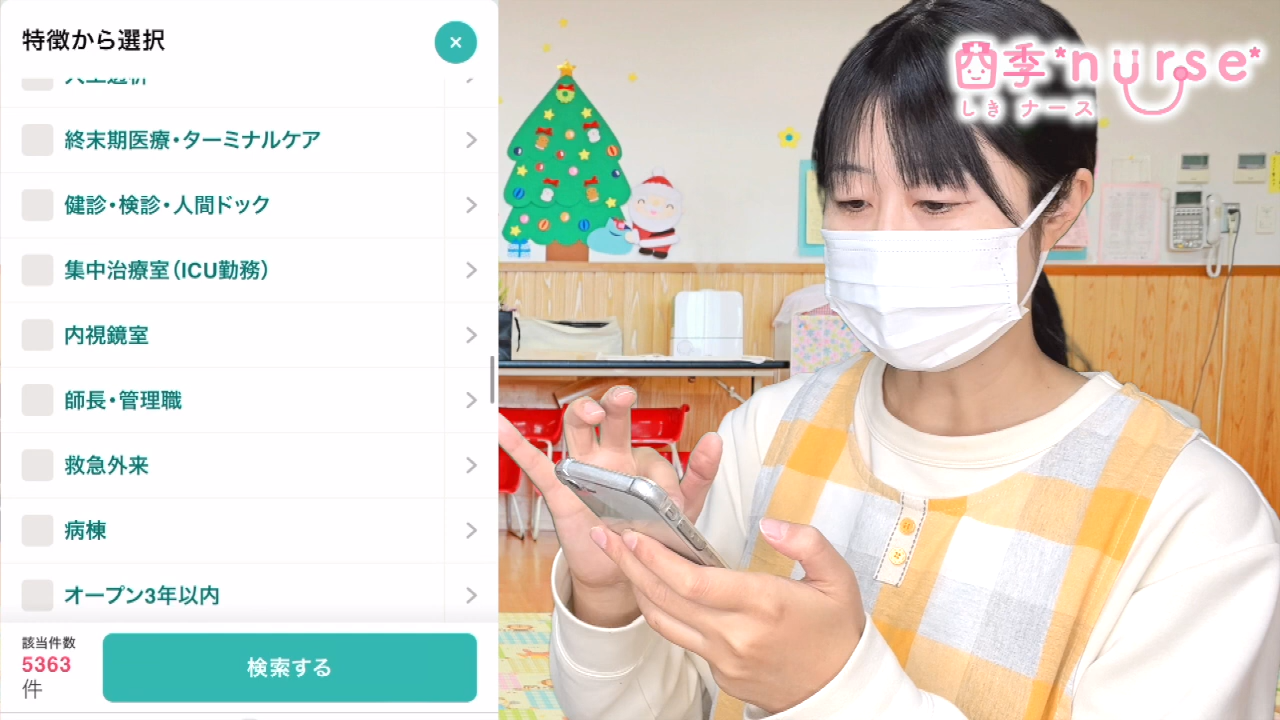 特徴から選択
人工透析
終末期医療・ターミナルケア
健診・検診・人間ドック
集中治療室（ICU勤務）
内視鏡室
師長・管理職
救急外来
病棟
オープン3年以内
該当件数
5363
件
検索する
四季*nurse*
しきナース